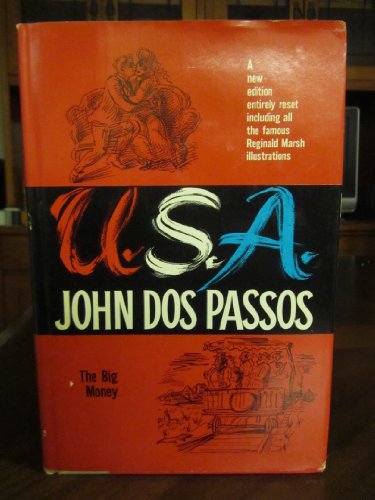 A
new
edition
entirely reset
including all
the famous
Reginald Marsh
illustrations
U.S.A.
JOHN DOS PASSOS
The Big
Money